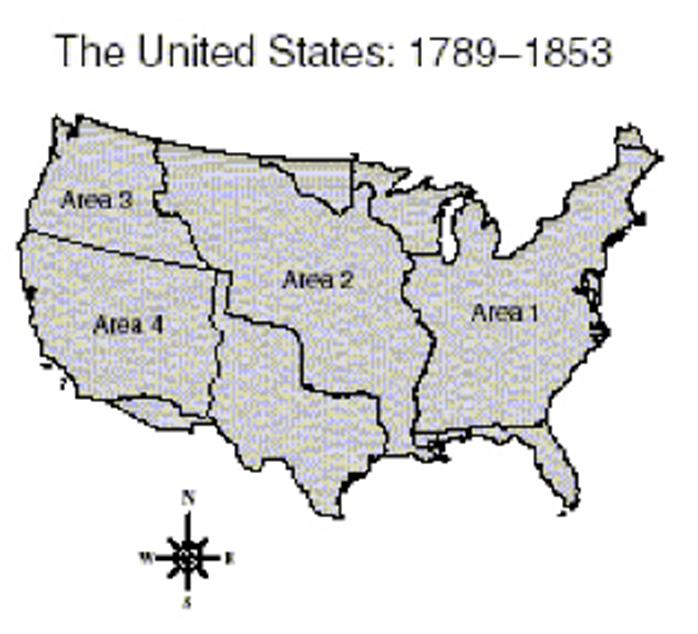 The United States: 1789–1853
Area 3
Area 2
Area 1
Area 4
N
W E
S